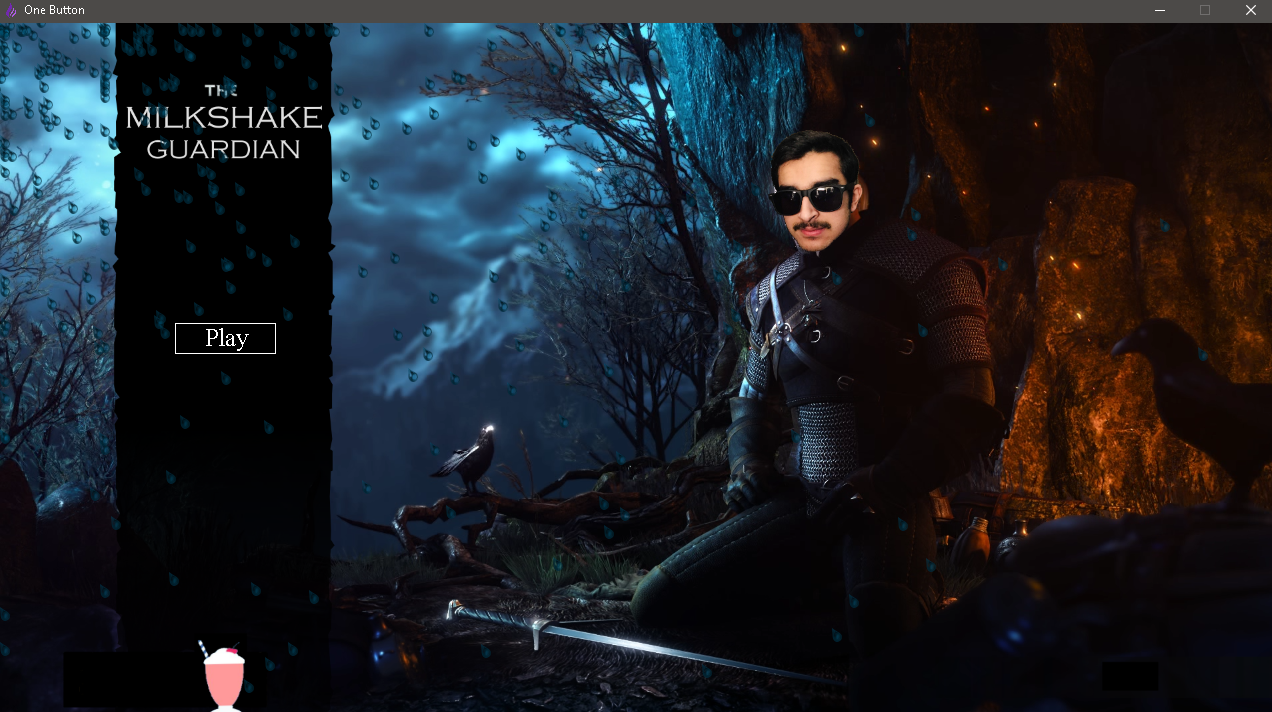 One Button
THE
MILKSHAKE
GUARDIAN
Play